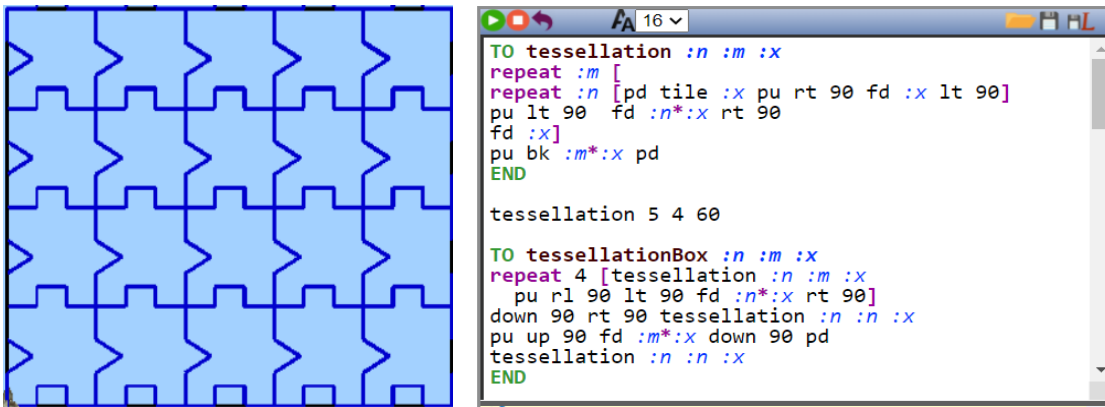 AA 16
L
TO tessellation :n :m :x
repeat :m [
repeat :n [pd tile :x pu rt 90 fd :x lt 90]
pu lt 90  fd :n*:x rt 90
fd :x]
pu bk :m*:x pd
END
tessellation 5 4 60
TO tessellationBox :n :m :x
repeat 4 [tessellation :n :m :x
  pu rl 90 lt 90 fd :n*:x rt 90]
down 90 rt 90 tessellation :n :n :x
pu up 90 fd :m*:x down 90 pd
tessellation :n :n :x
END